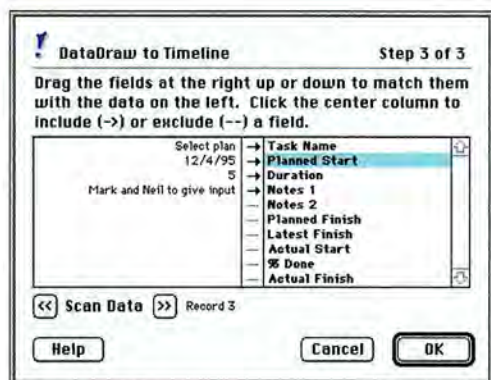 DataDraw to Timeline Step 3 of 3
Drag the fields at the right up or down to match them
with the data on the left. Click the center column to
include (->) or exclude (--) a field.
Select plan → Task Name
12/4/95 → Planned Start
5 → Duration
Mark and Neil to give input → Notes 1
— Notes 2
— Planned Finish
— Latest Finish
— Actual Start
— % Done
— Actual Finish
<< Scan Data >> Record 3
Help Cancel OK